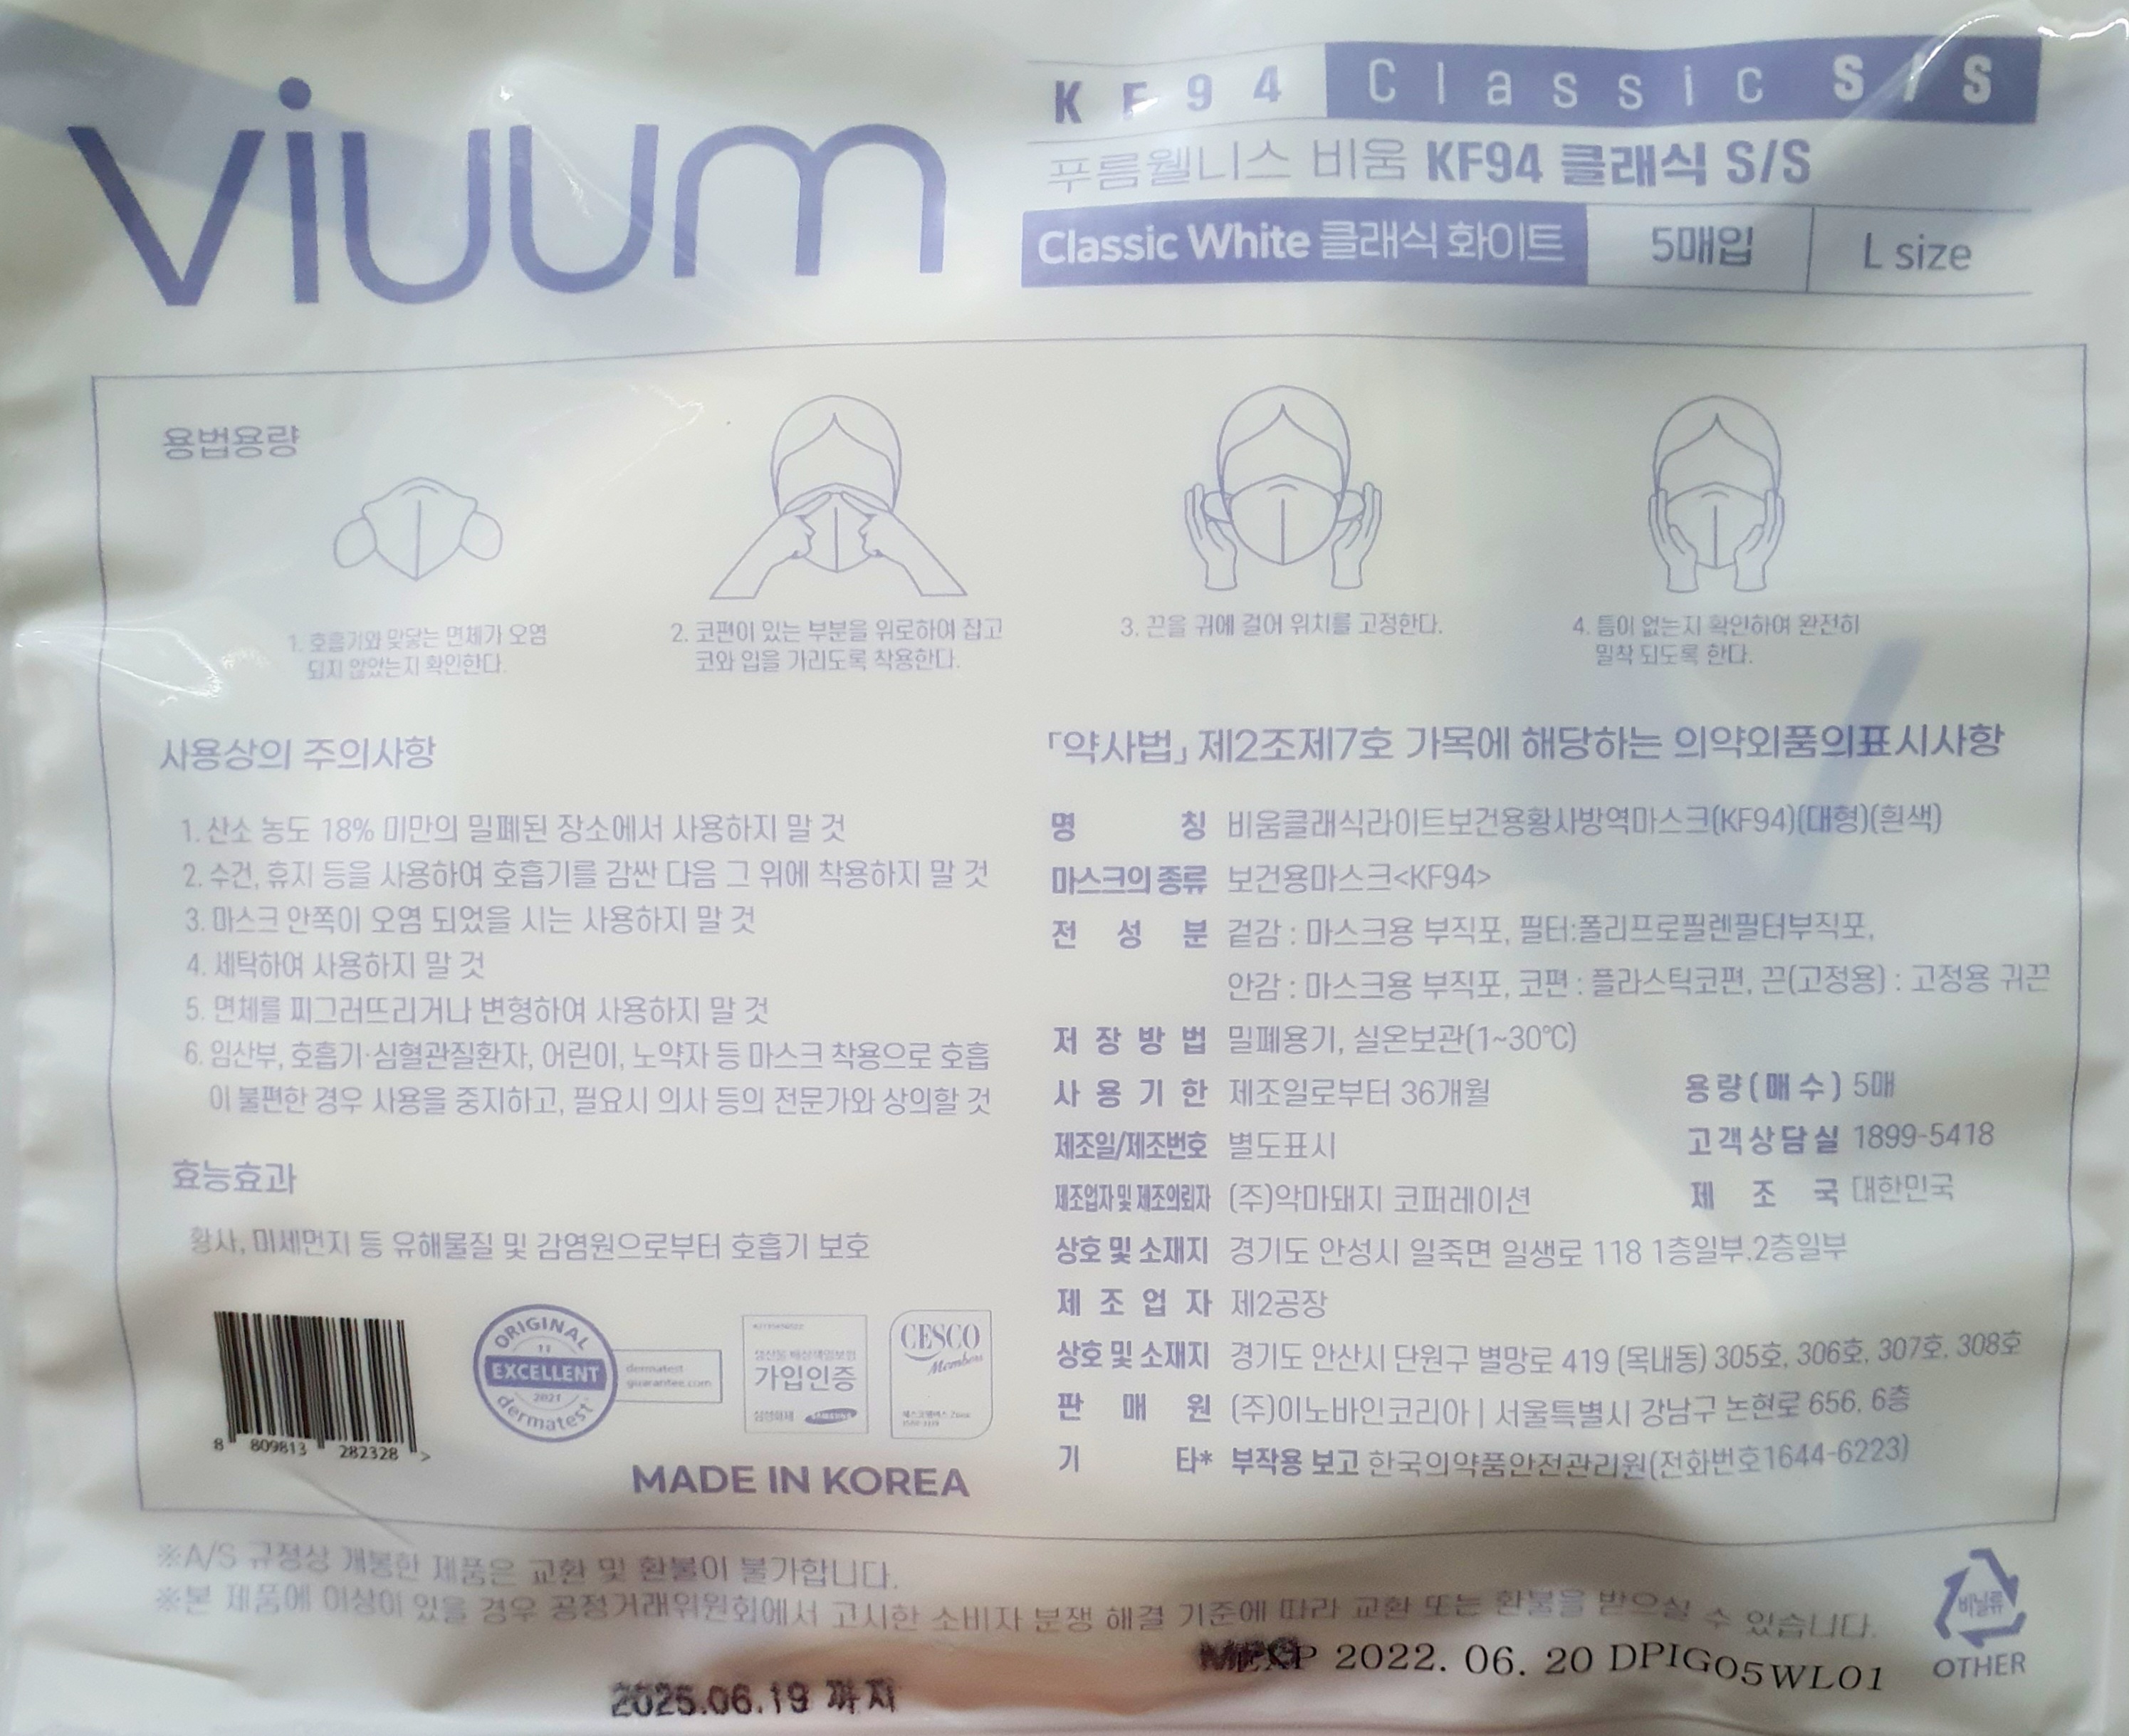 viuum
KF94 Classic S/S
푸름웰니스 비움 KF94 클래식 S/S
Classic White 클래식 화이트 5매입 L size
용법용량
1. 호흡기와 맞닿는 면체가 오염
되지 않았는지 확인한다.
2. 코편이 있는 부분을 위로하여 잡고
코와 입을 가리도록 착용한다.
3. 끈을 귀에 걸어 위치를 고정한다.
4. 틈이 없는지 확인하여 완전히
밀착 되도록 한다.
사용상의 주의사항
1. 산소 농도 18% 미만의 밀폐된 장소에서 사용하지 말 것
2. 수건, 휴지 등을 사용하여 호흡기를 감싼 다음 그 위에 착용하지 말 것
3. 마스크 안쪽이 오염 되었을 시는 사용하지 말 것
4. 세탁하여 사용하지 말 것
5. 면체를 찌그러뜨리거나 변형하여 사용하지 말 것
6. 임산부, 호흡기·심혈관질환자, 어린이, 노약자 등 마스크 착용으로 호흡
이 불편한 경우 사용을 중지하고, 필요시 의사 등의 전문가와 상의할 것
효능효과
황사, 미세먼지 등 유해물질 및 감염원으로부터 호흡기 보호
「약사법」 제2조제7호 가목에 해당하는 의약외품의표시사항
명 칭 비움클래식라이트보건용황사방역마스크(KF94)(대형)(흰색)
마스크의 종류 보건용마스크<KF94>
전 성 분 겉감 : 마스크용 부직포, 필터:폴리프로필렌필터부직포,
안감 : 마스크용 부직포, 코편 : 플라스틱코편, 끈(고정용) : 고정용 귀끈
저 장 방 법 밀폐용기, 실온보관(1~30℃)
사 용 기 한 제조일로부터 36개월 용량(매수) 5매
제조일/제조번호 별도표시 고객상담실 1899-5418
제조업자 및 제조의뢰자 (주)악마돼지 코퍼레이션 제 조 국 대한민국
상호 및 소재지 경기도 안성시 일죽면 일생로 118 1층일부.2층일부
제 조 업 자 제2공장
상호 및 소재지 경기도 안산시 단원구 별망로 419 (목내동) 305호, 306호, 307호, 308호
판 매 원 (주)이노바인코리아 | 서울특별시 강남구 논현로 656, 6층
기 타* 부작용 보고 한국의약품안전관리원(전화번호1644-6223)
8 809813 282328 >
ORIGINAL
EXCELLENT
2021
dermatest
dermatest
guarantee.com
생산물 배상책임보험
가입인증
삼성화재 SAMSUNG
CESCO
Members
MADE IN KOREA
※A/S 규정상 개봉한 제품은 교환 및 환불이 불가합니다.
※본 제품에 이상이 있을 경우 공정거래위원회에서 고시한 소비자 분쟁 해결 기준에 따라 교환 또는 환불을 받으실 수 있습니다.
비닐류
OTHER
2022. 06. 20 DPIG05WL01
2025.06.19 까지